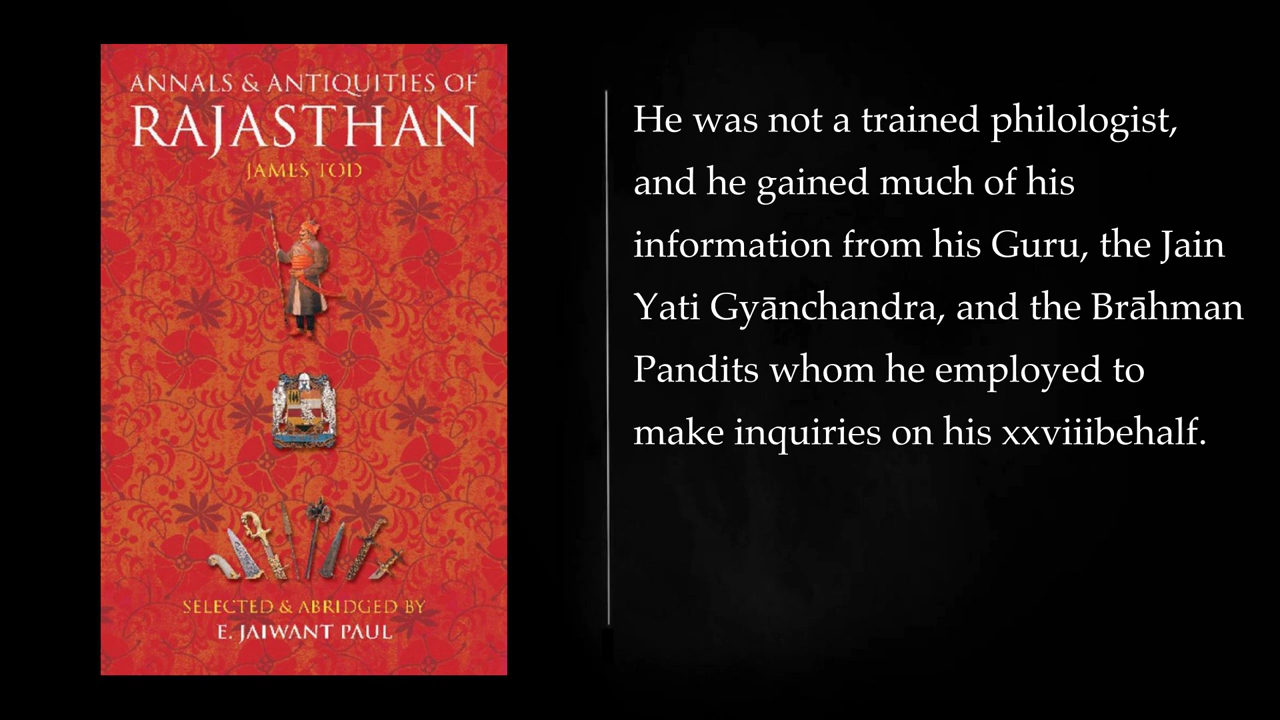 ANNALS & ANTIQUITIES OF
RAJASTHAN
JAMES TOD
SELECTED & ABRIDGED BY
E. JAIWANT PAUL
He was not a trained philologist,
and he gained much of his
information from his Guru, the Jain
Yati Gyānchandra, and the Brāhman
Pandits whom he employed to
make inquiries on his xxviiibehalf.